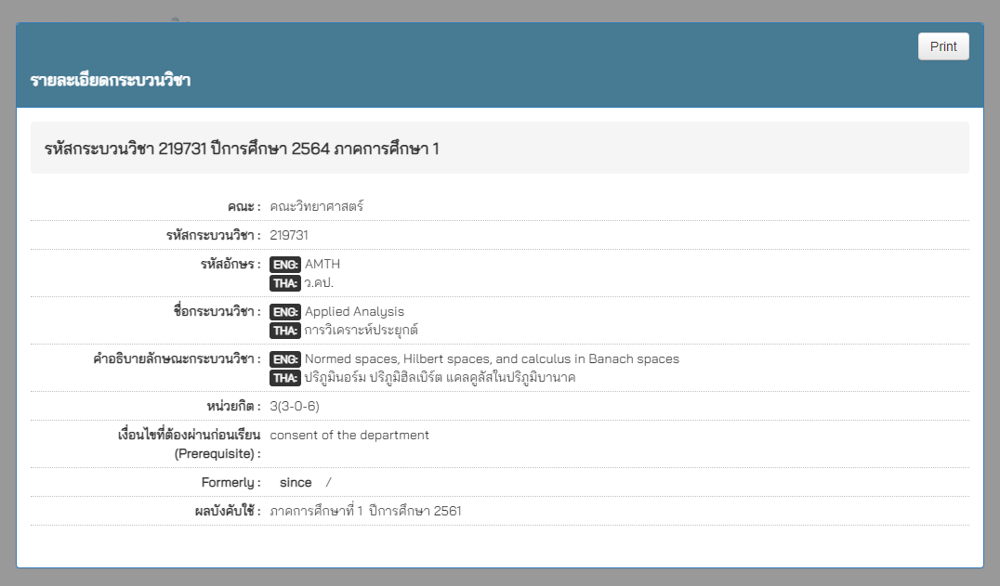 Print
รายละเอียดกระบวนวิชา
รหัสกระบวนวิชา 219731 ปีการศึกษา 2564 ภาคการศึกษา 1
คณะ : คณะวิทยาศาสตร์
รหัสกระบวนวิชา : 219731
รหัสอักษร : ENG: AMTH
THA: ว.คป.
ชื่อกระบวนวิชา : ENG: Applied Analysis
THA: การวิเคราะห์ประยุกต์
คำอธิบายลักษณะกระบวนวิชา : ENG: Normed spaces, Hilbert spaces, and calculus in Banach spaces
THA: ปริภูมินอร์ม ปริภูมิฮิลเบิร์ต แคลคูลัสในปริภูมิบานาค
หน่วยกิต : 3(3-0-6)
เงื่อนไขที่ต้องผ่านก่อนเรียน consent of the department
(Prerequisite) :
Formerly : since /
ผลบังคับใช้ : ภาคการศึกษาที่ 1 ปีการศึกษา 2561